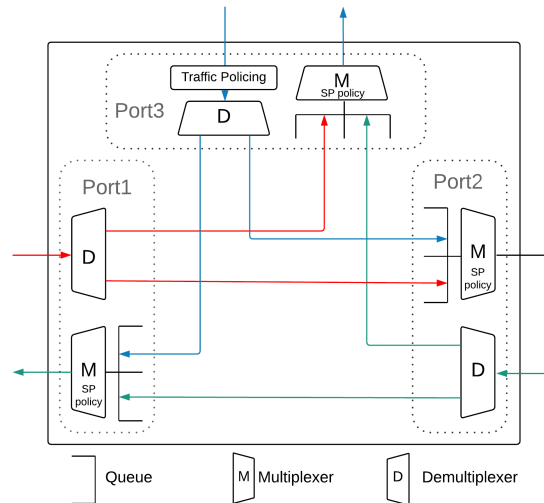 Traffic Policing
M
SP policy
Port3
D
Port1
Port2
D
M
SP
policy
M
SP
policy
D
Queue
M
Multiplexer
D
Demultiplexer